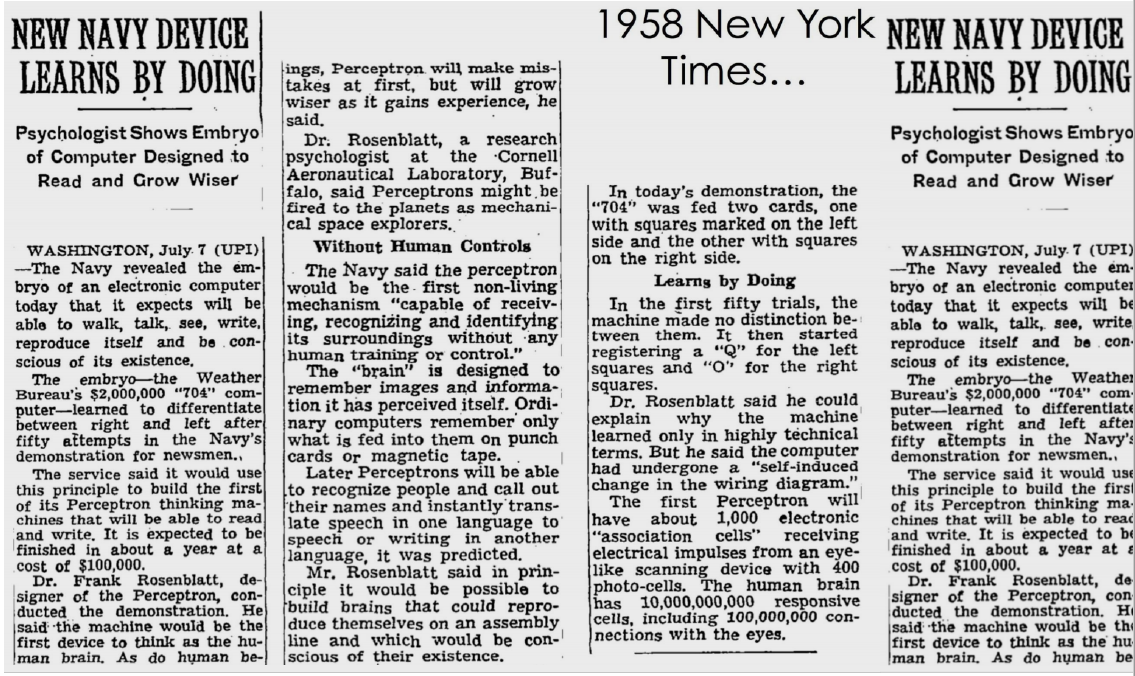 NEW NAVY DEVICE
LEARNS BY DOING
Psychologist Shows Embryo
of Computer Designed to
Read and Grow Wiser
WASHINGTON, July 7 (UPI)
—The Navy revealed the em-
bryo of an electronic computer
today that it expects will be
able to walk, talk, see, write,
reproduce itself and be con-
scious of its existence.
The embryo—the Weather
Bureau's $2,000,000 "704" com-
puter—learned to differentiate
between right and left after
fifty attempts in the Navy's
demonstration for newsmen.
The service said it would use
this principle to build the first
of its Perceptron thinking ma-
chines that will be able to read
and write. It is expected to be
finished in about a year at a
cost of $100,000.
Dr. Frank Rosenblatt, de-
signer of the Perceptron, con-
ducted the demonstration. He
said the machine would be the
first device to think as the hu-
man brain. As do human be-
ings, Perceptron will make mis-
takes at first, but will grow
wiser as it gains experience, he
said.
Dr. Rosenblatt, a research
psychologist at the Cornell
Aeronautical Laboratory, Buf-
falo, said Perceptrons might be
fired to the planets as mechani-
cal space explorers.
Without Human Controls
The Navy said the perceptron
would be the first non-living
mechanism "capable of receiv-
ing, recognizing and identifying
its surroundings without any
human training or control."
The "brain" is designed to
remember images and informa-
tion it has perceived itself. Ordi-
nary computers remember only
what is fed into them on punch
cards or magnetic tape.
Later Perceptrons will be able
to recognize people and call out
their names and instantly trans-
late speech in one language to
speech or writing in another
language, it was predicted.
Mr. Rosenblatt said in prin-
ciple it would be possible to
build brains that could repro-
duce themselves on an assembly
line and which would be con-
scious of their existence.
1958 New York
Times...
In today's demonstration, the
"704" was fed two cards, one
with squares marked on the left
side and the other with squares
on the right side.
Learns by Doing
In the first fifty trials, the
machine made no distinction be-
tween them. It then started
registering a "Q" for the left
squares and "O" for the right
squares.
Dr. Rosenblatt said he could
explain why the machine
learned only in highly technical
terms. But he said the computer
had undergone a "self-induced
change in the wiring diagram."
The first Perceptron will
have about 1,000 electronic
"association cells" receiving
electrical impulses from an eye-
like scanning device with 400
photo-cells. The human brain
has 10,000,000,000 responsive
cells, including 100,000,000 con-
nections with the eyes.
NEW NAVY DEVICE
LEARNS BY DOING
Psychologist Shows Embryo
of Computer Designed to
Read and Grow Wiser
WASHINGTON, July 7 (UPI)
—The Navy revealed the em-
bryo of an electronic computer
today that it expects will be
able to walk, talk, see, write
reproduce itself and be con-
scious of its existence.
The embryo—the Weather
Bureau's $2,000,000 "704" com-
puter—learned to differentiate
between right and left after
fifty attempts in the Navy's
demonstration for newsmen.
The service said it would use
this principle to build the first
of its Perceptron thinking ma-
chines that will be able to read
and write. It is expected to be
finished in about a year at a
cost of $100,000.
Dr. Frank Rosenblatt, de-
signer of the Perceptron, con-
ducted the demonstration. He
said the machine would be the
first device to think as the hu-
man brain. As do human be